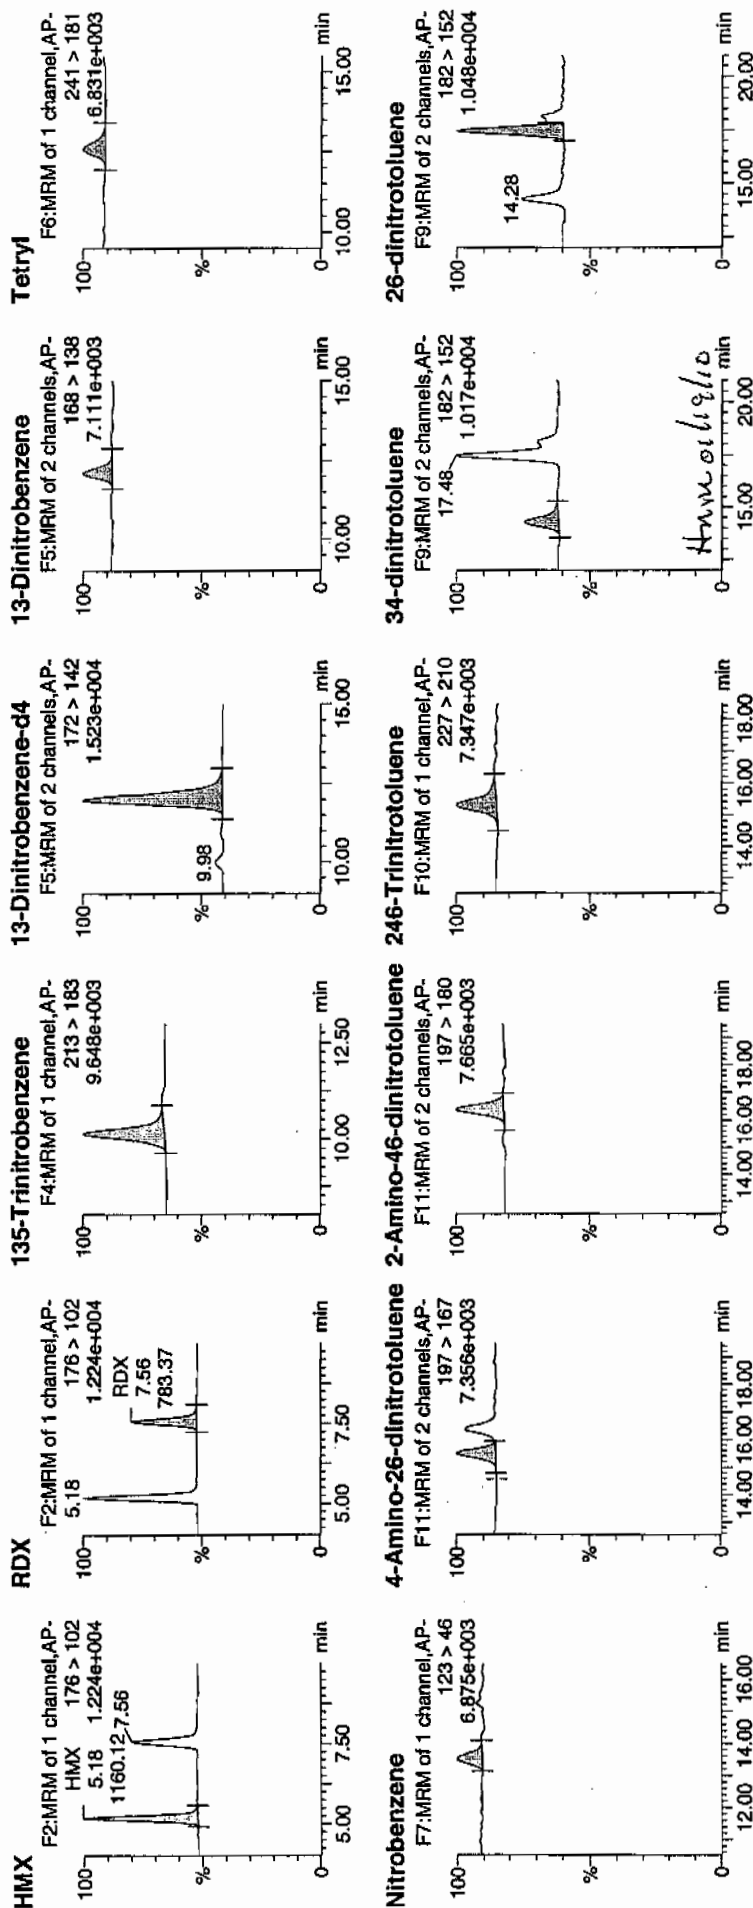 HMX
F2:MRM of 1 channel,AP-
176 > 102
1.224e+004
HMX
5.18
1160.12
7.56
100
%
0
5.00
7.50
min
RDX
F2:MRM of 1 channel,AP-
176 > 102
1.224e+004
5.18
RDX
7.56
783.37
100
%
0
5.00
7.50
min
135-Trinitrobenzene
F4:MRM of 1 channel,AP-
213 > 183
9.648e+003
100
%
0
10.00
12.50
min
13-Dinitrobenzene-d4
F5:MRM of 2 channels,AP-
172 > 142
1.523e+004
9.98
100
%
0
10.00
15.00
min
13-Dinitrobenzene
F5:MRM of 2 channels,AP-
168 > 138
7.111e+003
100
%
0
10.00
15.00
min
Tetryl
F6:MRM of 1 channel,AP-
241 > 181
6.831e+003
100
%
0
10.00
15.00
min
Nitrobenzene
F7:MRM of 1 channel,AP-
123 > 46
6.875e+003
100
%
0
12.00
14.00
16.00
min
4-Amino-26-dinitrotoluene
F11:MRM of 2 channels,AP-
197 > 167
7.356e+003
100
%
0
14.00
16.00
18.00
min
2-Amino-46-dinitrotoluene
F11:MRM of 2 channels,AP-
197 > 180
7.665e+003
100
%
0
14.00
16.00
18.00
min
246-Trinitrotoluene
F10:MRM of 1 channel,AP-
227 > 210
7.347e+003
100
%
0
14.00
16.00
18.00
min
34-dinitrotoluene
F9:MRM of 2 channels,AP-
182 > 152
1.017e+004
17.48
100
%
0
15.00
20.00
min
01/19/10
26-dinitrotoluene
F9:MRM of 2 channels,AP-
182 > 152
1.048e+004
14.28
100
%
0
15.00
20.00
min